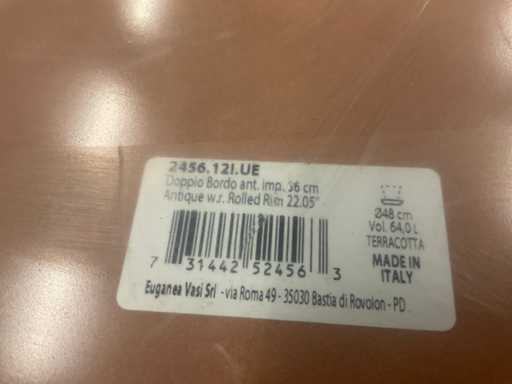 2456.12I.UE
Doppio Bordo ant. imp. 56 cm
Antique w.r. Rolled Rim 22.05"
Ø48 cm
Vol. 64,0 L
TERRACOTTA
MADE IN
ITALY
7 31442 52456 3
Euganea Vasi Srl - via Roma 49 - 35030 Bastia di Rovolon - PD